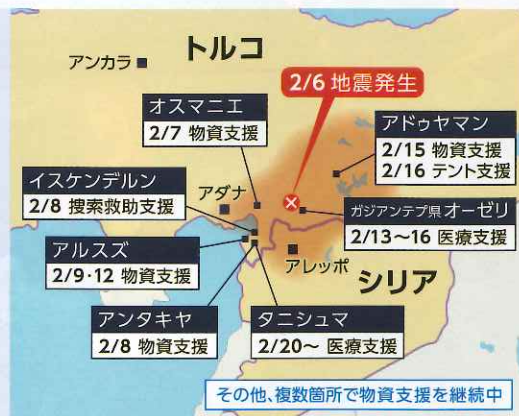 トルコ
アンカラ
2/6 地震発生
オスマニエ
2/7 物資支援
アドゥヤマン
2/15 物資支援
2/16 テント支援
イスケンデルン
2/8 捜索救助支援
アダナ
ガジアンテプ県オーゼリ
2/13～16 医療支援
アルスズ
2/9・12 物資支援
アレッポ
シリア
アンタキヤ
2/8 物資支援
タニシュマ
2/20～ 医療支援
その他、複数箇所で物資支援を継続中